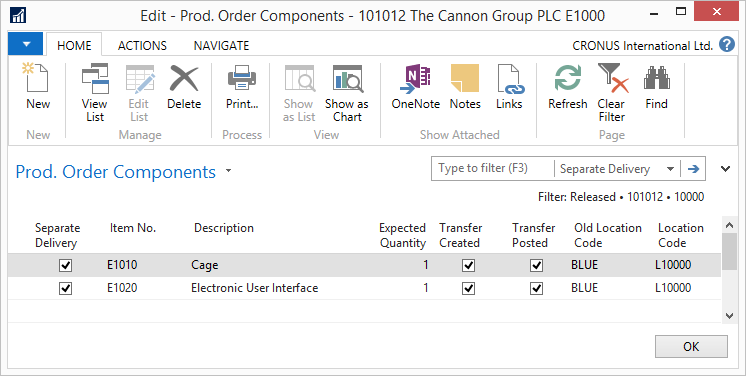 Edit - Prod. Order Components - 101012 The Cannon Group PLC E1000
HOME ACTIONS NAVIGATE CRONUS International Ltd.
New View List Edit List Delete Print... Show as List Show as Chart OneNote Notes Links Refresh Clear Filter Find
New Manage Process View Show Attached Page
Prod. Order Components Type to filter (F3) Separate Delivery
Filter: Released • 101012 • 10000
Separate Delivery Item No. Description Expected Quantity Transfer Created Transfer Posted Old Location Code Location Code
E1010 Cage 1 BLUE L10000
E1020 Electronic User Interface 1 BLUE L10000
OK